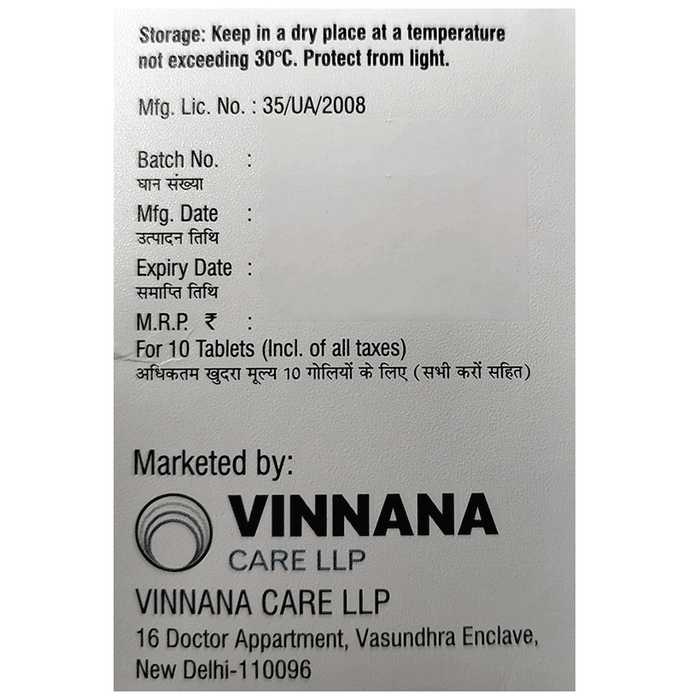 Storage: Keep in a dry place at a temperature
not exceeding 30°C. Protect from light.
Mfg. Lic. No. : 35/UA/2008
Batch No. :
घान संख्या
Mfg. Date :
उत्पादन तिथि
Expiry Date :
समाप्ति तिथि
M.R.P. ₹ :
For 10 Tablets (Incl. of all taxes)
अधिकतम खुदरा मूल्य 10 गोलियों के लिए (सभी करों सहित)
Marketed by:
VINNANA
CARE LLP
VINNANA CARE LLP
16 Doctor Appartment, Vasundhra Enclave,
New Delhi-110096